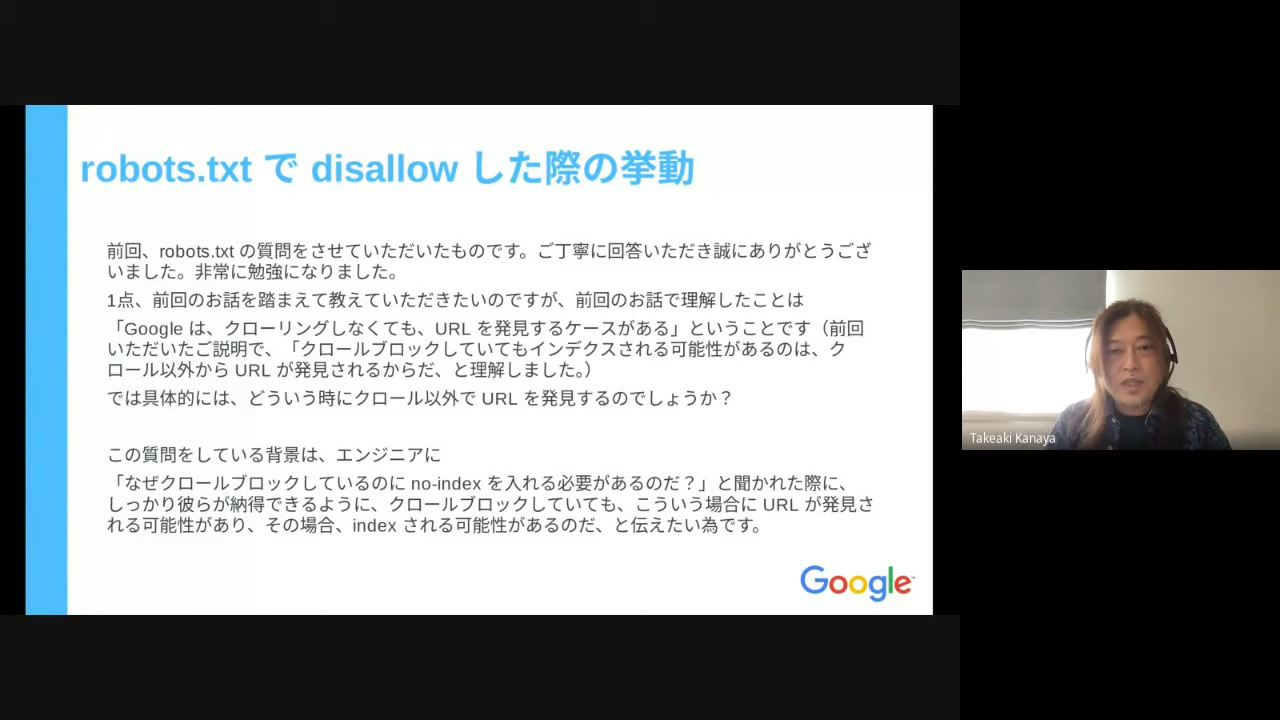 robots.txt で disallow した際の挙動
前回、robots.txt の質問をさせていただいたものです。ご丁寧に回答いただき誠にありがとうござ
いました。非常に勉強になりました。
1点、前回のお話を踏まえて教えていただきたいのですが、前回のお話で理解したことは
「Google は、クローリングしなくても、URL を発見するケースがある」ということです（前回
いただいたご説明で、「クロールブロックしていてもインデクスされる可能性があるのは、ク
ロール以外から URL が発見されるからだ、と理解しました。）
では具体的には、どういう時にクロール以外で URL を発見するのでしょうか？
この質問をしている背景は、エンジニアに
「なぜクロールブロックしているのに no-index を入れる必要があるのだ？」と聞かれた際に、
しっかり彼らが納得できるように、クロールブロックしていても、こういう場合に URL が発見さ
れる可能性があり、その場合、index される可能性があるのだ、と伝えたい為です。
Google
Takeaki Kanaya